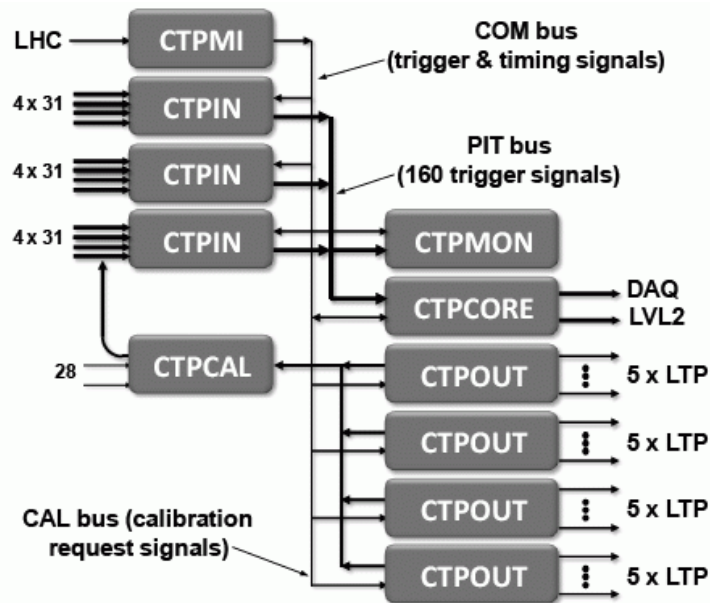 LHC
CTPMI
COM bus
(trigger & timing signals)
4 x 31
CTPIN
PIT bus
(160 trigger signals)
4 x 31
CTPIN
4 x 31
CTPIN
CTPMON
CTPCORE
DAQ
LVL2
28
CTPCAL
CTPOUT
5 x LTP
CTPOUT
5 x LTP
CTPOUT
5 x LTP
CAL bus (calibration
request signals)
CTPOUT
5 x LTP